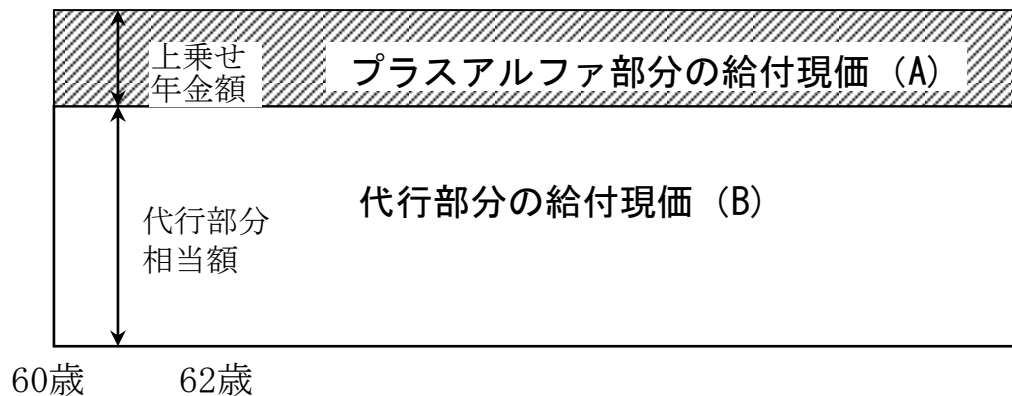 上乗せ
年金額
プラスアルファ部分の給付現価（A）
代行部分の給付現価（B）
代行部分
相当額
60歳
62歳